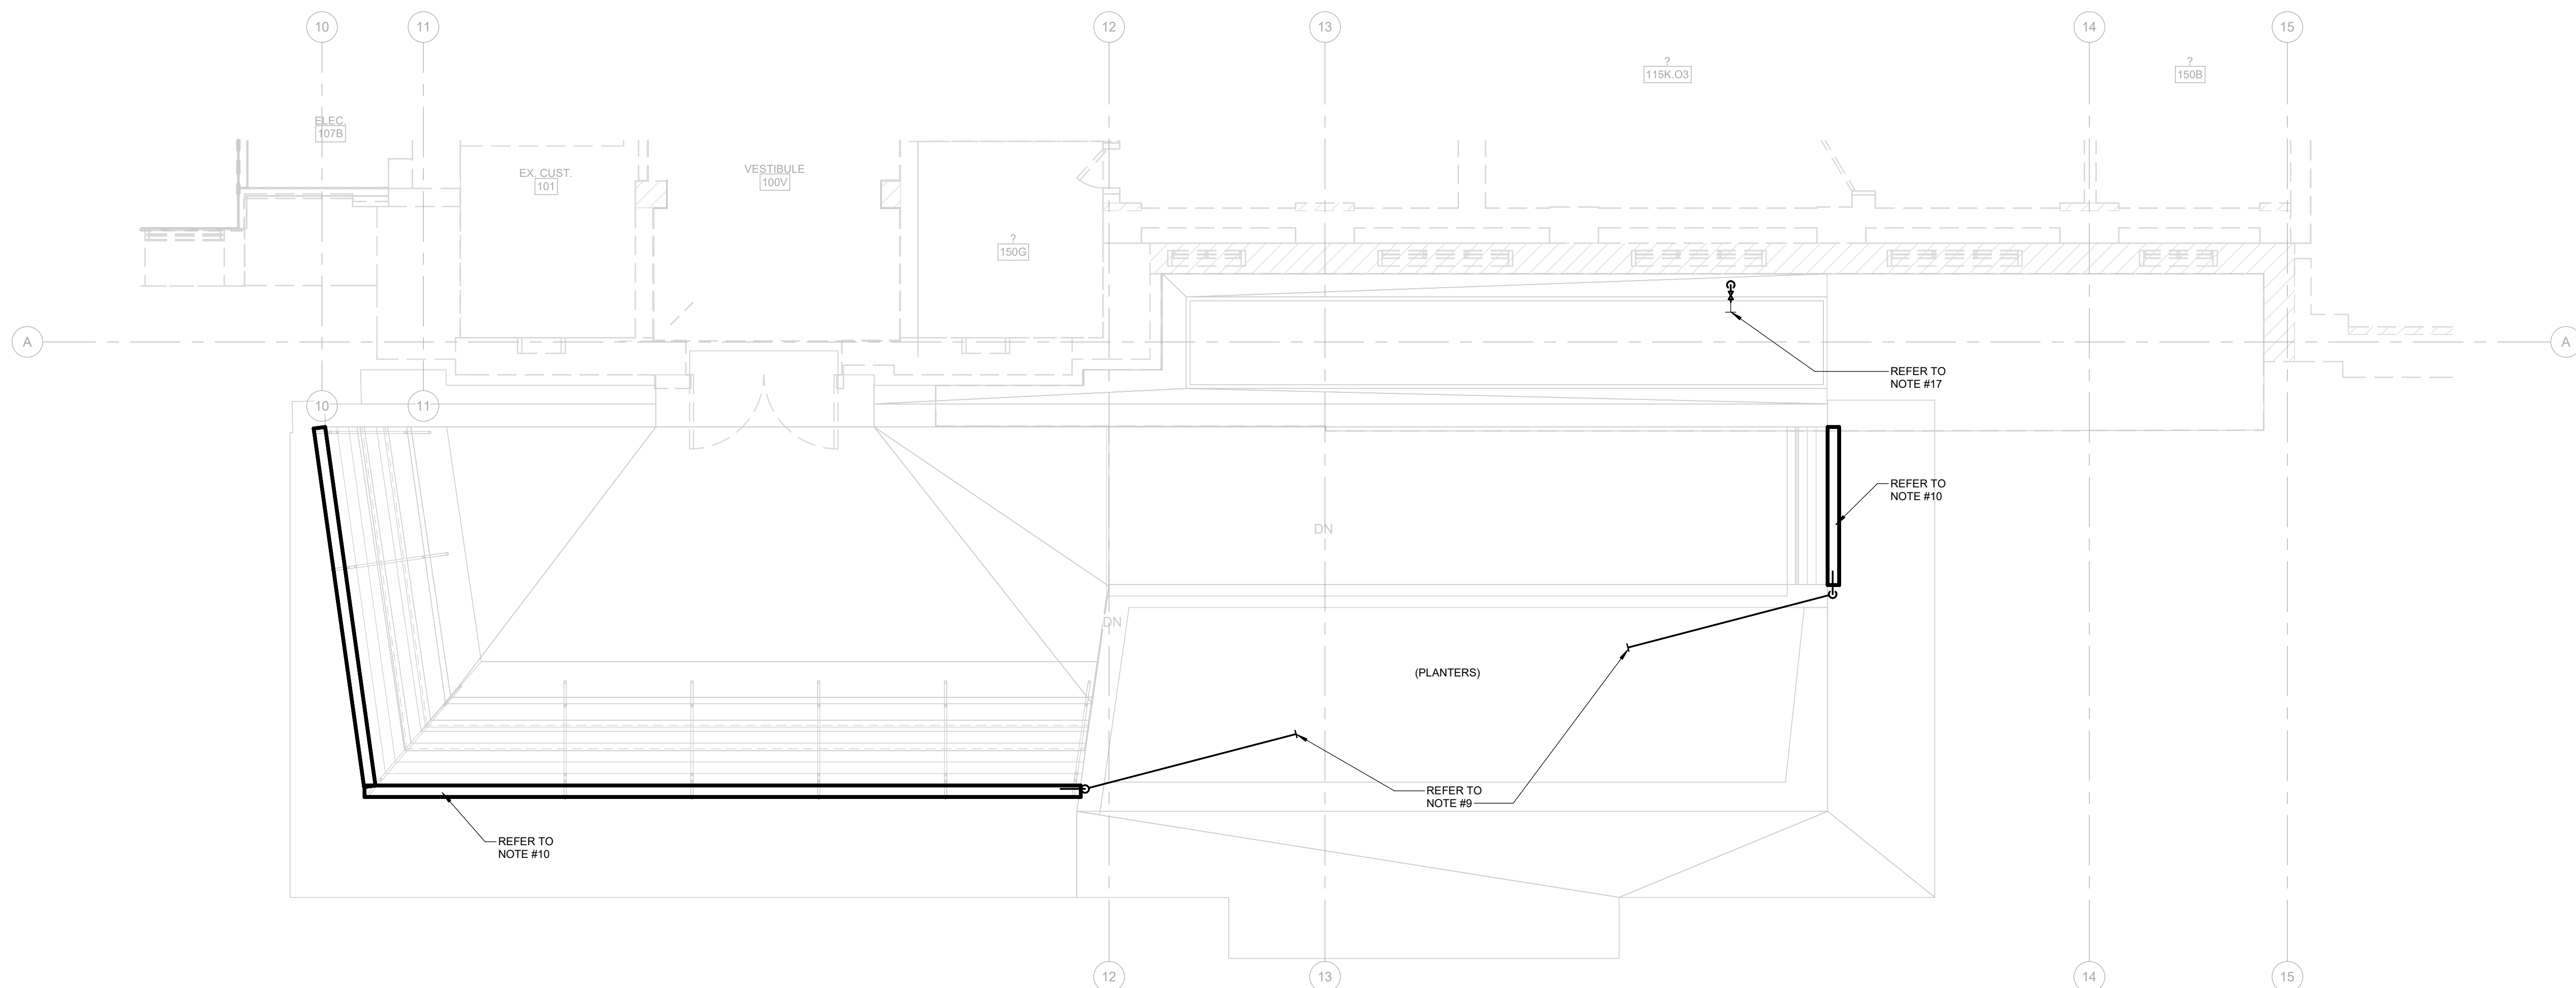 10
11
12
13
14
15
?
115K.O3
?
150B
ELEC.
107B
EX. CUST.
101
VESTIBULE
100V
?
150G
A
A
REFER TO
NOTE #17
10
11
REFER TO
NOTE #10
DN
DN
(PLANTERS)
REFER TO
NOTE #9
REFER TO
NOTE #10
12
13
14
15